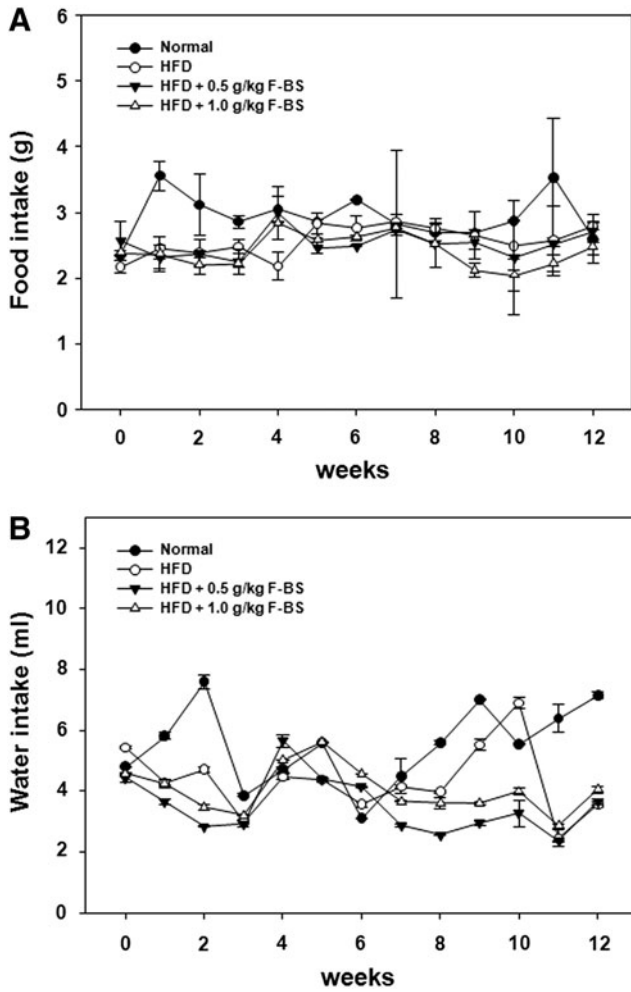 A
Food intake (g)
6
5
4
3
2
1
0
Normal
HFD
HFD + 0.5 g/kg F-BS
HFD + 1.0 g/kg F-BS
0 2 4 6 8 10 12
weeks
B
Water intake (ml)
12
10
8
6
4
2
0
Normal
HFD
HFD + 0.5 g/kg F-BS
HFD + 1.0 g/kg F-BS
0 2 4 6 8 10 12
weeks